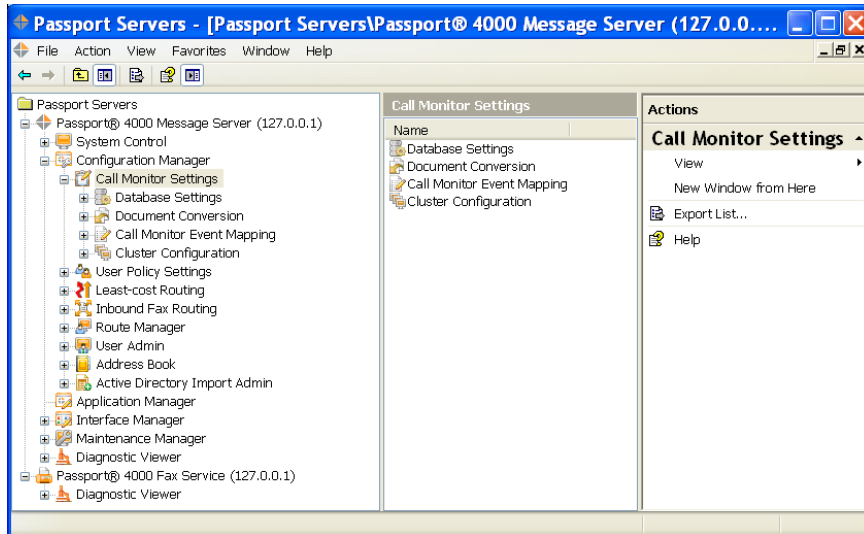 Passport Servers - [Passport Servers\Passport® 4000 Message Server (127.0.0....
File Action View Favorites Window Help
Passport Servers
Passport® 4000 Message Server (127.0.0.1)
System Control
Configuration Manager
Call Monitor Settings
Database Settings
Document Conversion
Call Monitor Event Mapping
Cluster Configuration
User Policy Settings
Least-cost Routing
Inbound Fax Routing
Route Manager
User Admin
Address Book
Active Directory Import Admin
Application Manager
Interface Manager
Maintenance Manager
Diagnostic Viewer
Passport® 4000 Fax Service (127.0.0.1)
Diagnostic Viewer
Call Monitor Settings
Name
Database Settings
Document Conversion
Call Monitor Event Mapping
Cluster Configuration
Actions
Call Monitor Settings
View
New Window from Here
Export List...
Help